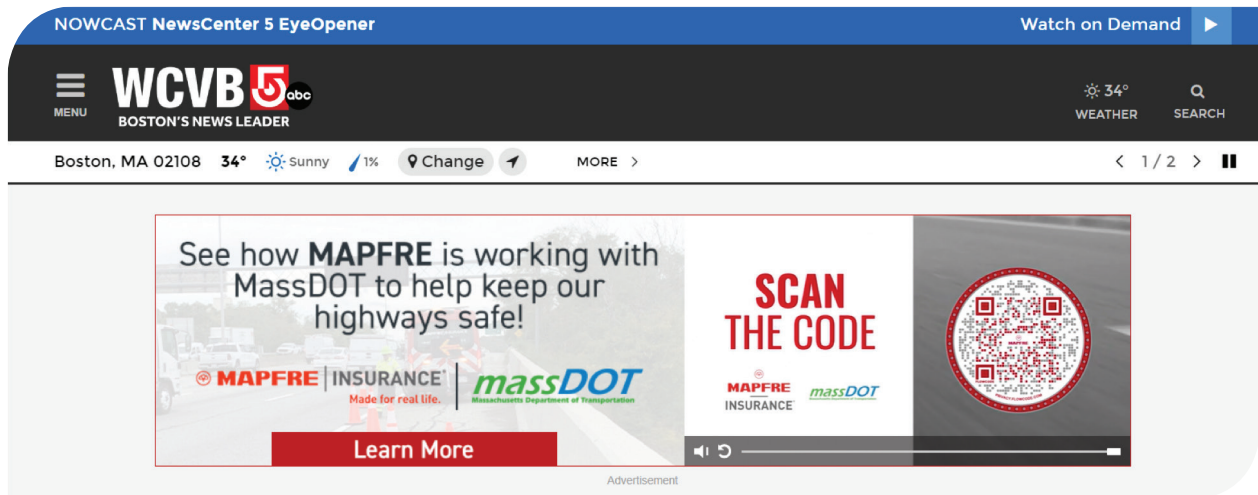 NOWCAST NewsCenter 5 EyeOpener
Watch on Demand
MENU
WCVB 5 abc
BOSTON'S NEWS LEADER
34°
WEATHER
SEARCH
Boston, MA 02108 34° Sunny 1% Change MORE >
< 1 / 2 >
See how MAPFRE is working with
MassDOT to help keep our
highways safe!
MAPFRE INSURANCE
Made for real life.
massDOT
Massachusetts Department of Transportation
Learn More
SCAN
THE CODE
MAPFRE
INSURANCE
massDOT
MAPFRE
Advertisement